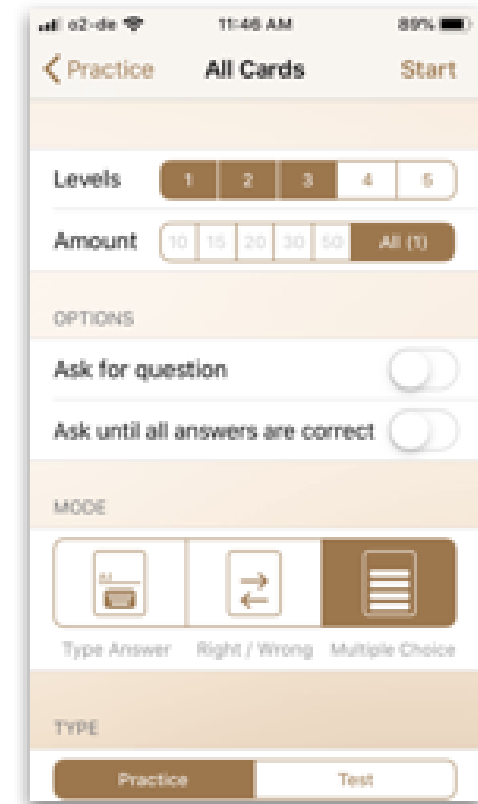 o2-de 11:46 AM 89%
Practice All Cards Start
Levels 1 2 3 4 5
Amount 10 15 20 30 50 All (1)
OPTIONS
Ask for question
Ask until all answers are correct
MODE
Type Answer Right / Wrong Multiple Choice
TYPE
Practice Test